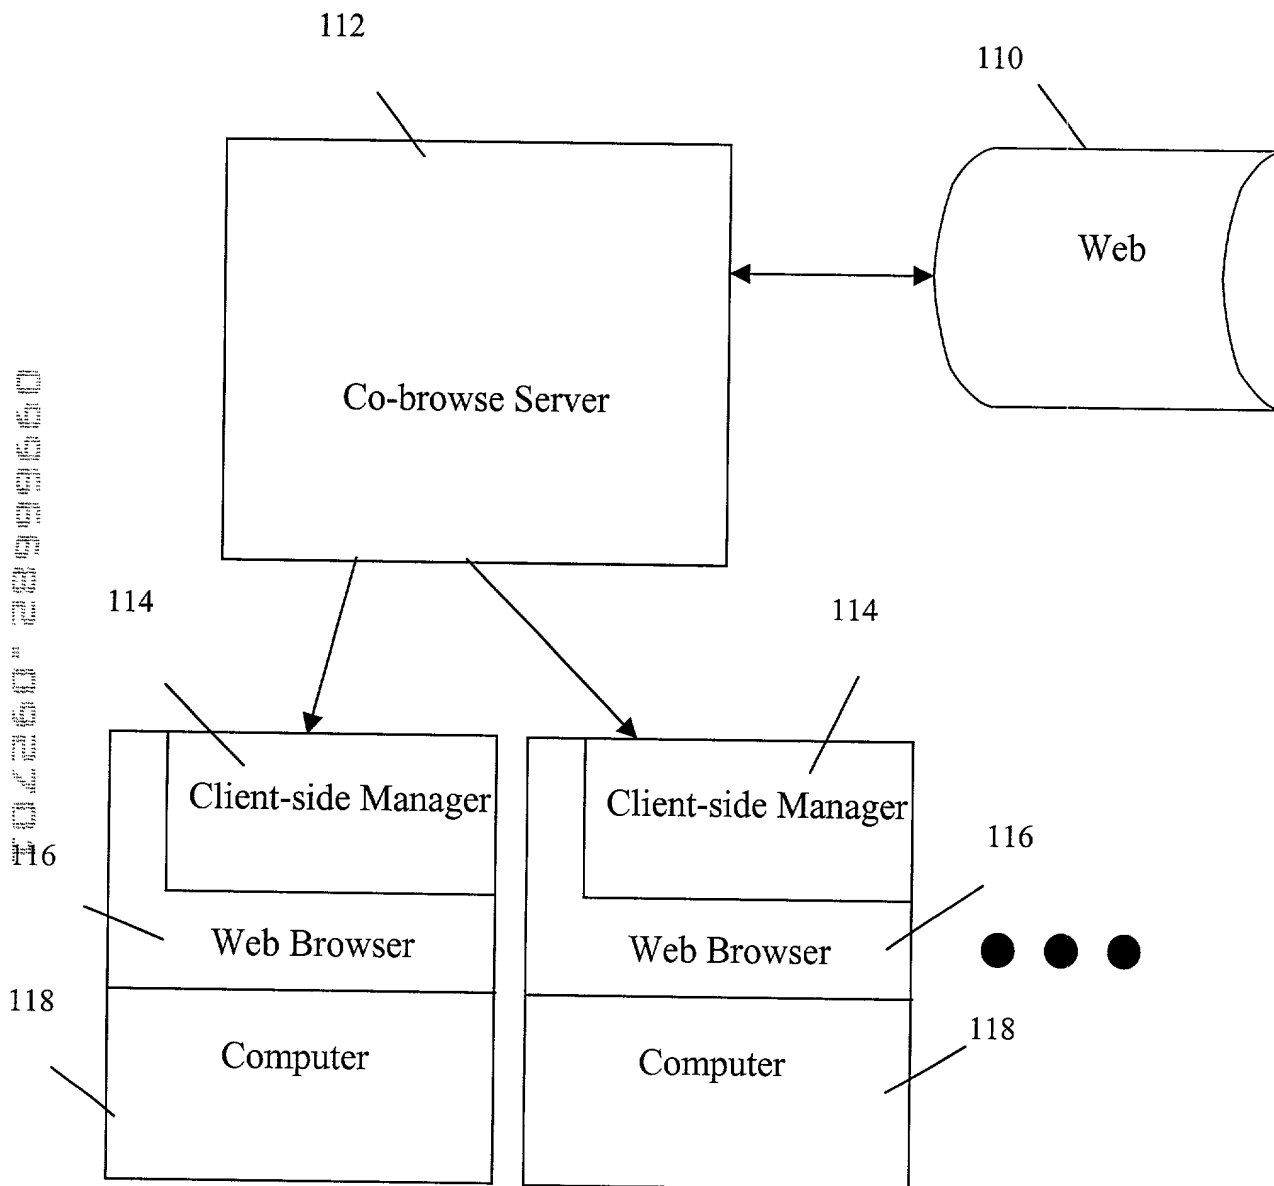 112
110
Web
Co-browse Server
114
114
Client-side Manager
Client-side Manager
116
116
Web Browser
Web Browser
118
118
Computer
Computer